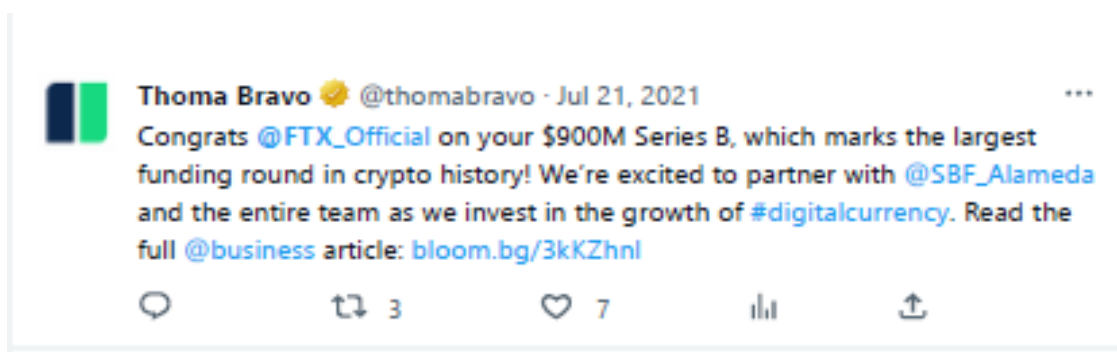 Thoma Bravo @thomabravo · Jul 21, 2021
Congrats @FTX_Official on your $900M Series B, which marks the largest
funding round in crypto history! We're excited to partner with @SBF_Alameda
and the entire team as we invest in the growth of #digitalcurrency. Read the
full @business article: bloom.bg/3kKZhnl
3 7